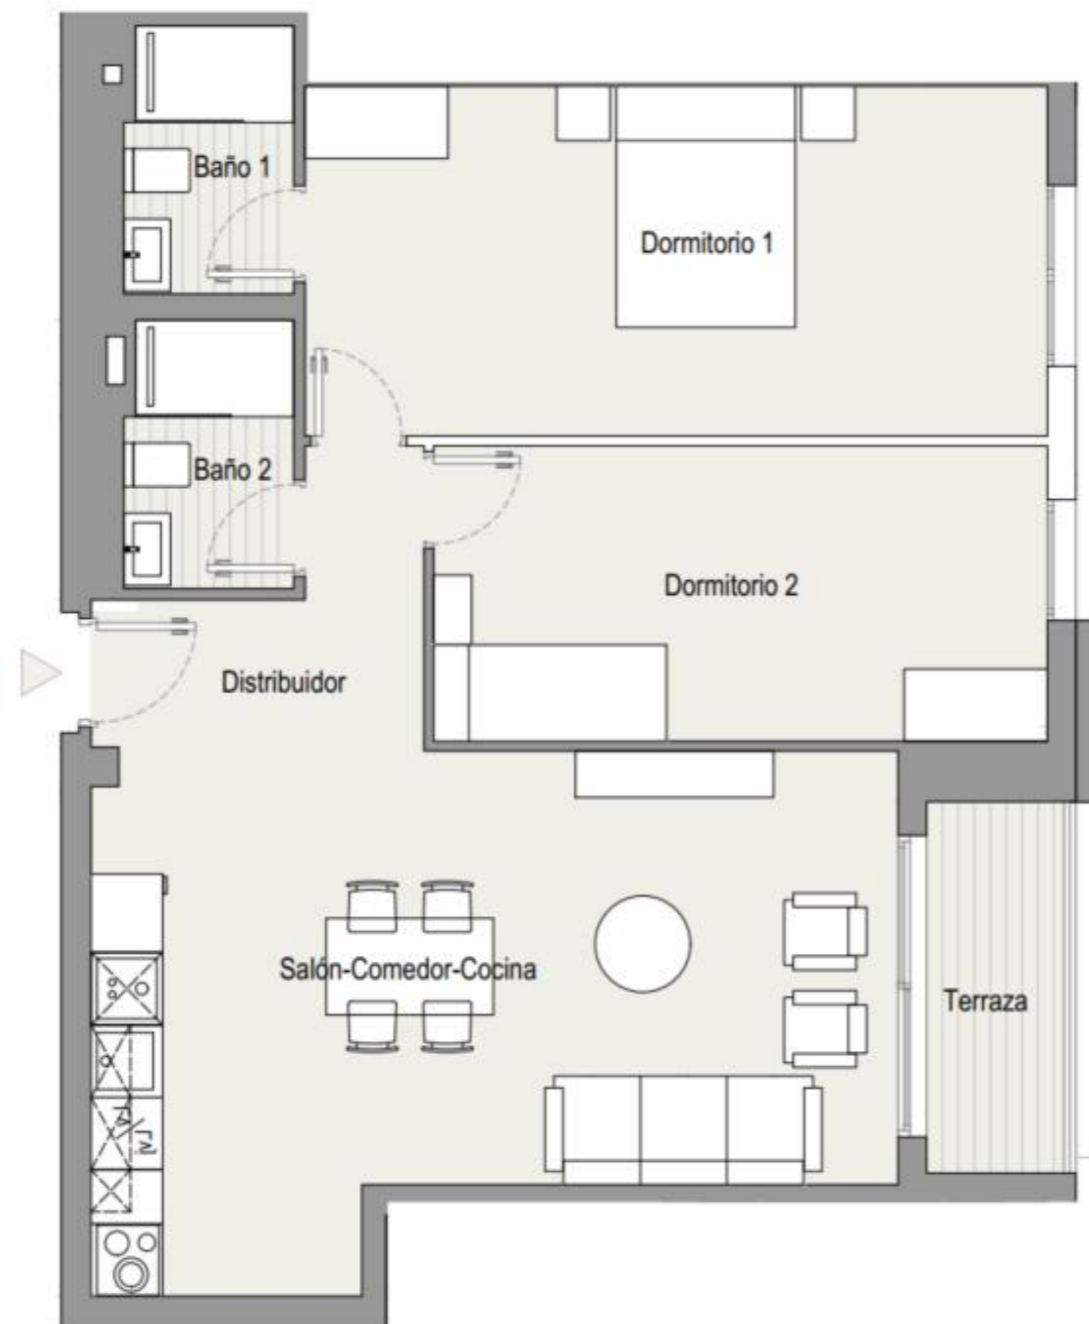 Baño 1
Dormitorio 1
Baño 2
Dormitorio 2
Distribuidor
Salón-Comedor-Cocina
Terraza